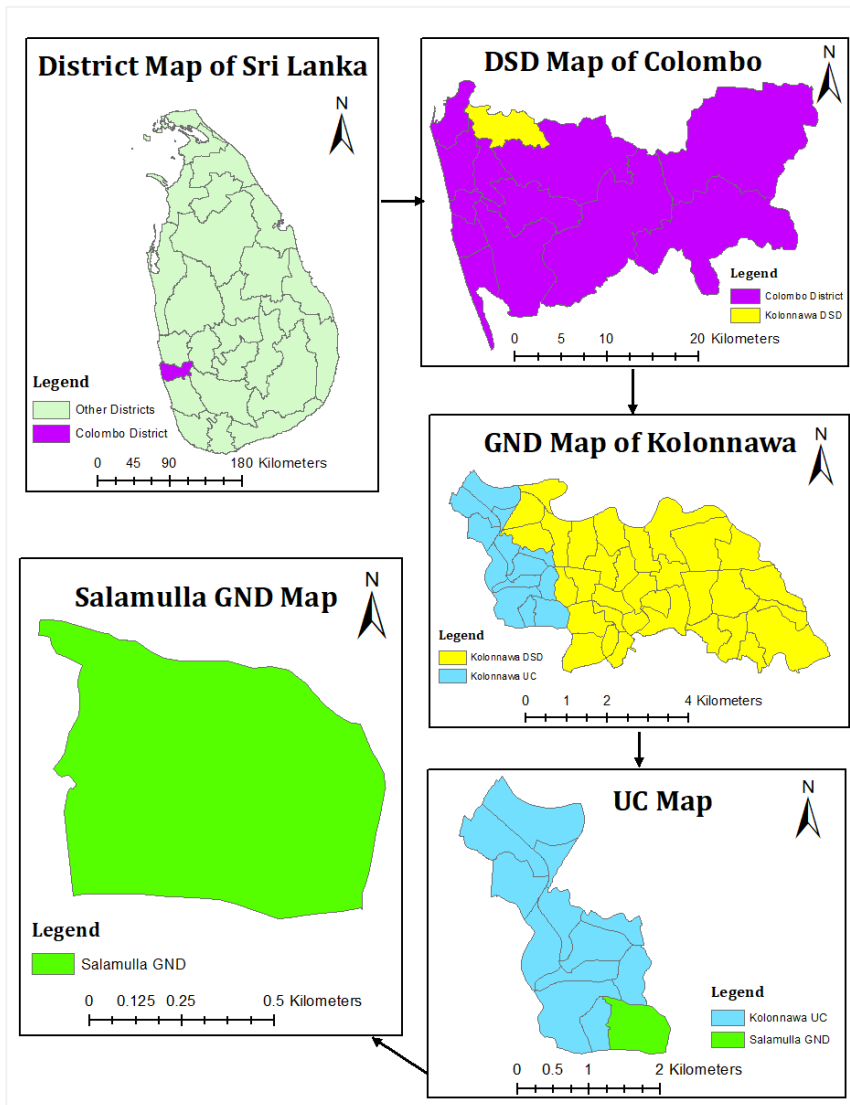 District Map of Sri Lanka
N
Legend
Other Districts
Colombo District
0 45 90 180 Kilometers
DSD Map of Colombo
N
Legend
Colombo District
Kolonnawa DSD
0 5 10 20 Kilometers
GND Map of Kolonnawa
N
Legend
Kolonnawa DSD
Kolonnawa UC
0 1 2 4 Kilometers
UC Map
N
Legend
Kolonnawa UC
Salamulla GND
0 0.5 1 2 Kilometers
Salamulla GND Map
N
Legend
Salamulla GND
0 0.125 0.25 0.5 Kilometers